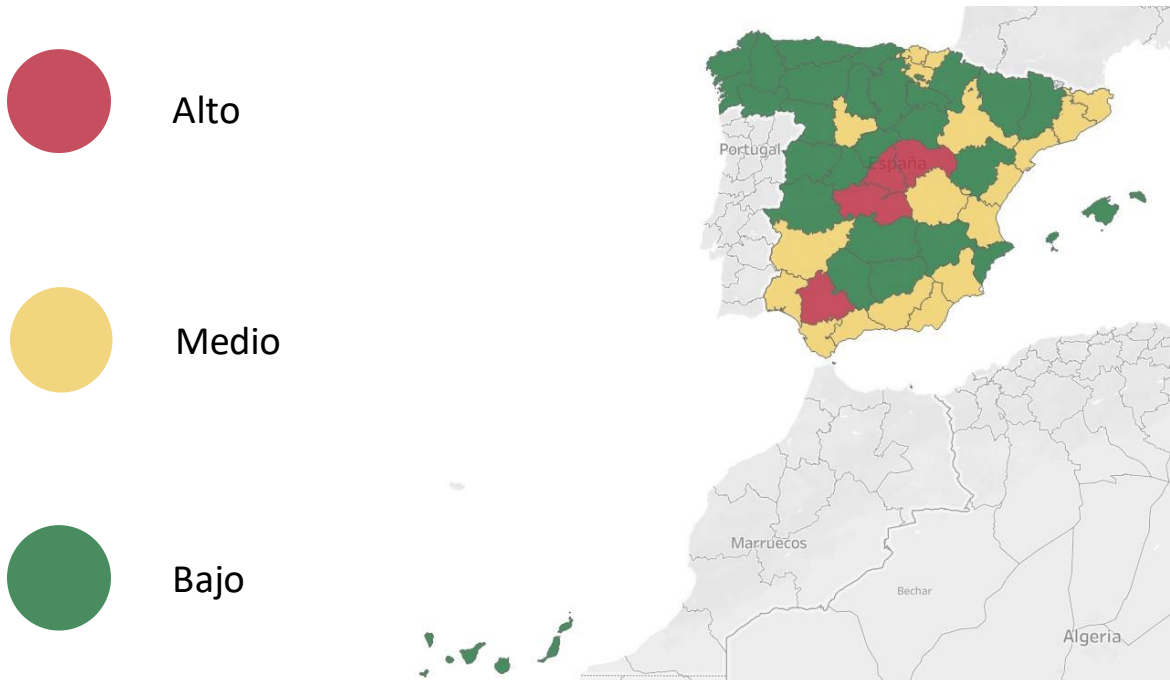 Alto
Medio
Bajo
Portugal
España
Marruecos
Bechar
Algeria